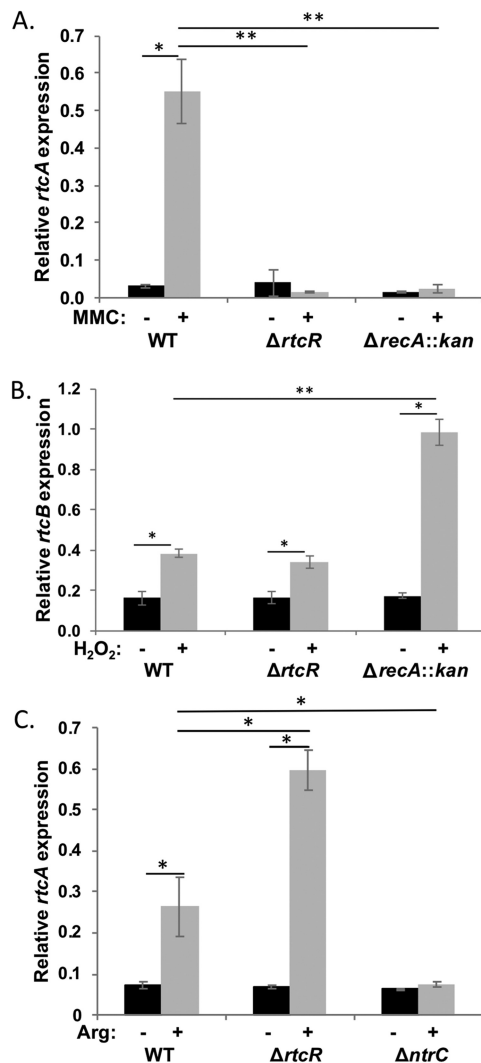 A.
** 
**
*
Relative rtcA expression
0.7
0.6
0.5
0.4
0.3
0.2
0.1
0.0
MMC: - + - + - +
WT ΔrtcR ΔrecA::kan
B.
**
*
*
*
Relative rtcB expression
1.2
1.0
0.8
0.6
0.4
0.2
0.0
H₂O₂: - + - + - +
WT ΔrtcR ΔrecA::kan
C.
*
*
*
*
Relative rtcA expression
0.7
0.6
0.5
0.4
0.3
0.2
0.1
0
Arg: - + - + - +
WT ΔrtcR ΔntrC